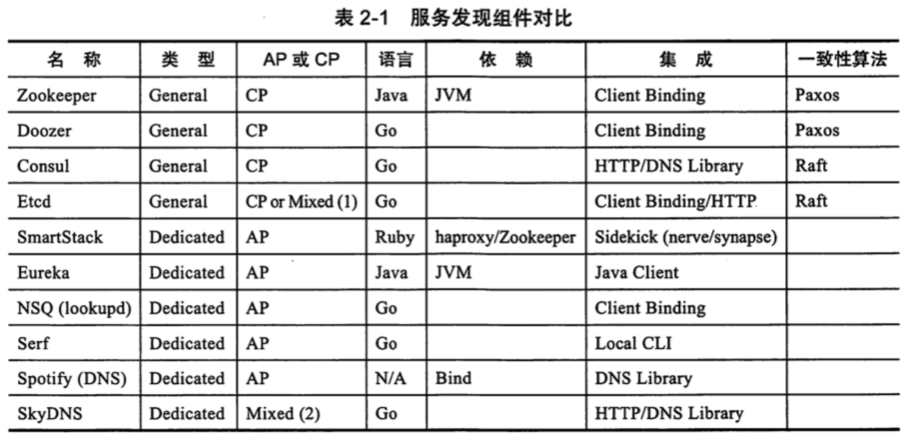 表 2-1 服务发现组件对比
名 称 类 型 AP 或 CP 语言 依 赖 集 成 一致性算法
Zookeeper General CP Java JVM Client Binding Paxos
Doozer General CP Go Client Binding Paxos
Consul General CP Go HTTP/DNS Library Raft
Etcd General CP or Mixed (1) Go Client Binding/HTTP Raft
SmartStack Dedicated AP Ruby haproxy/Zookeeper Sidekick (nerve/synapse)
Eureka Dedicated AP Java JVM Java Client
NSQ (lookupd) Dedicated AP Go Client Binding
Serf Dedicated AP Go Local CLI
Spotify (DNS) Dedicated AP N/A Bind DNS Library
SkyDNS Dedicated Mixed (2) Go HTTP/DNS Library